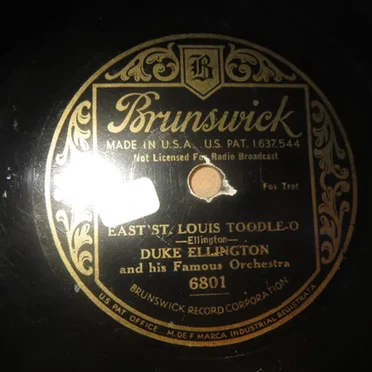 B
Brunswick
MADE IN U.S.A. U.S. PAT. 1,637,544
Not Licensed For Radio Broadcast
Fox Trot
EAST ST. LOUIS TOODLE-O
—Ellington—
DUKE ELLINGTON
and his Famous Orchestra
6801
BRUNSWICK RECORD CORPORATION
U.S. PAT. OFFICE M. DE F. MARCA INDUSTRIAL REGISTRATA